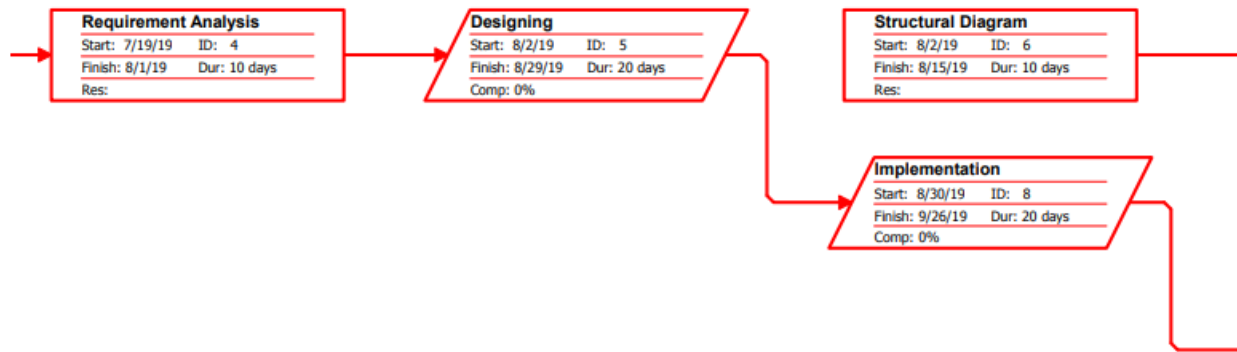 Requirement Analysis
Start: 7/19/19 ID: 4
Finish: 8/1/19 Dur: 10 days
Res:
Designing
Start: 8/2/19 ID: 5
Finish: 8/29/19 Dur: 20 days
Comp: 0%
Structural Diagram
Start: 8/2/19 ID: 6
Finish: 8/15/19 Dur: 10 days
Res:
Implementation
Start: 8/30/19 ID: 8
Finish: 9/26/19 Dur: 20 days
Comp: 0%